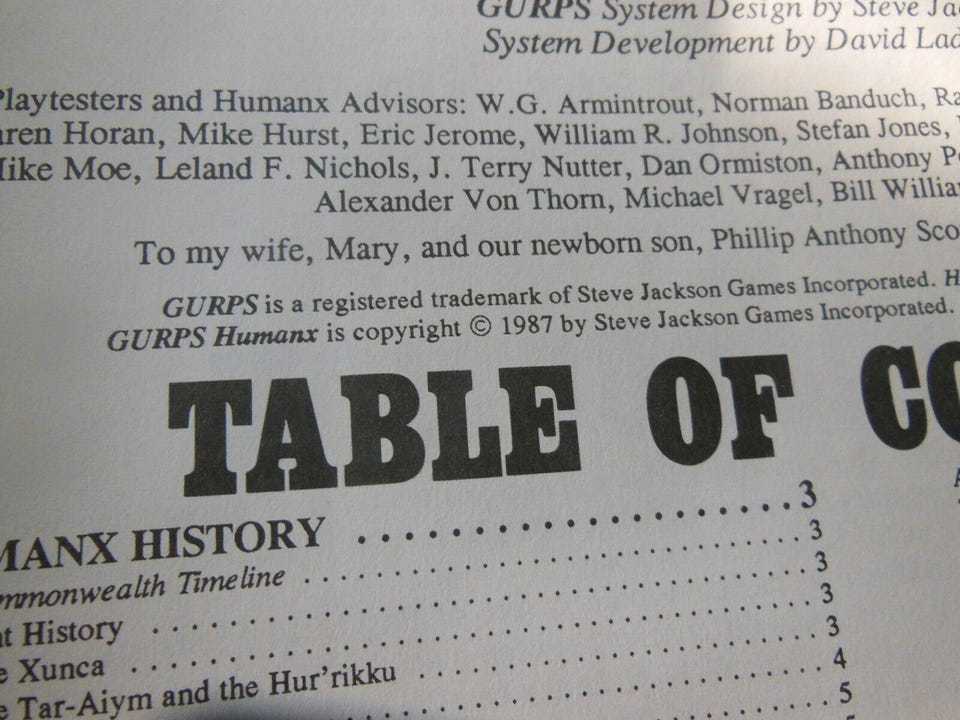 GURPS System Design by Steve
System Development by David
Playtesters and Humanx Advisors: W.G. Armintrout, Norman Banduch,
Horan, Mike Hurst, Eric Jerome, William R. Johnson, Stefan Jones,
Mike Moe, Leland F. Nichols, J. Terry Nutter, Dan Ormiston, Anthony
Alexander Von Thorn, Michael Vragel, Bill
To my wife, Mary, and our newborn son, Phillip Anthony
GURPS is a registered trademark of Steve Jackson Games Incorporated.
GURPS Humanx is copyright © 1987 by Steve Jackson Games Incorporated.
TABLE OF
HISTORY . . . . . . . . . . . . . . . . . . . . 3
Timeline . . . . . . . . . . . . . . . . . . . . 3
History . . . . . . . . . . . . . . . . . . . . 3
Xunca . . . . . . . . . . . . . . . . . . . . 3
Tar-Aiym and the Hur'rikku . . . . . . . . . . . . . . . . . . . . 3
4
5